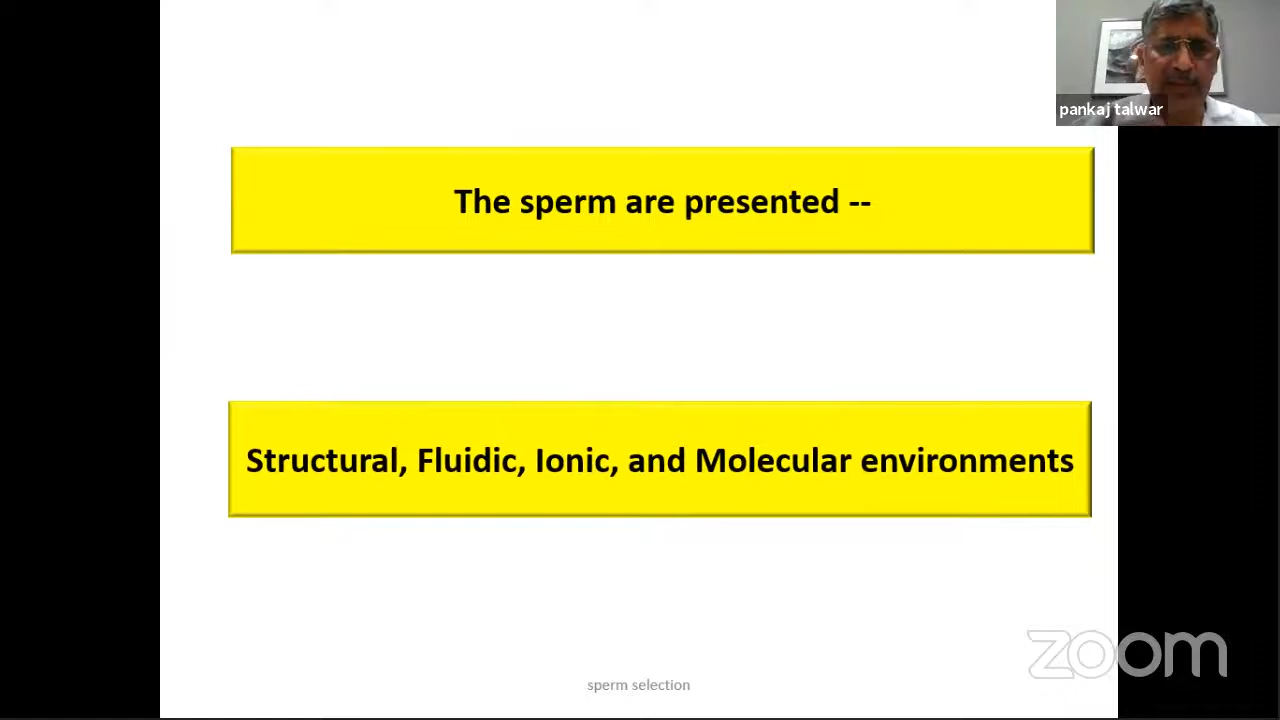 pankaj talwar
The sperm are presented --
Structural, Fluidic, Ionic, and Molecular environments
zoom
sperm selection